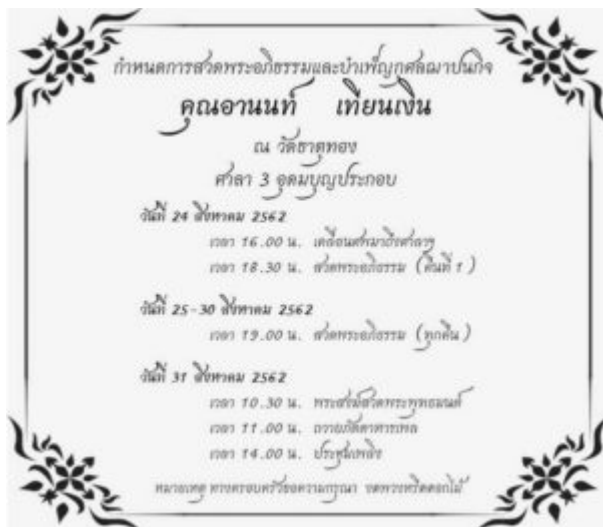 กำหนดการสวดพระอภิธรรมและบำเพ็ญกุศลฌาปนกิจ
คุณอานนท์ เทียนเงิน
ณ วัดธาตุทอง
ศาลา 3 อุดมบุญประกอบ
วันที่ 24 สิงหาคม 2562
เวลา 16.00 น. เคลื่อนศพมาถึงศาลาฯ
เวลา 18.30 น. สวดพระอภิธรรม (คืนที่ 1 )
วันที่ 25-30 สิงหาคม 2562
เวลา 19.00 น. สวดพระอภิธรรม (ทุกคืน )
วันที่ 31 สิงหาคม 2562
เวลา 10.30 น. พระสงฆ์สวดพระพุทธมนต์
เวลา 11.00 น. ถวายภัตตาหารเพล
เวลา 14.00 น. ประชุมเพลิง
หมายเหตุ ทางครอบครัวขอความกรุณา งดพวงหรีดดอกไม้